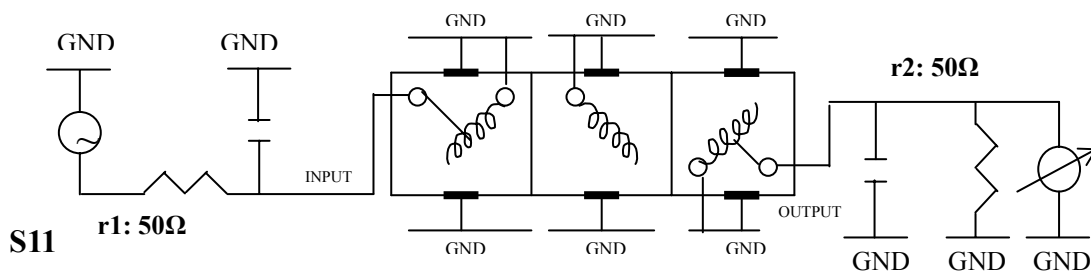 GND
GND
GND
GND
GND
r2: 50Ω
INPUT
r1: 50Ω
OUTPUT
S11
GND
GND
GND
GND
GND
GND